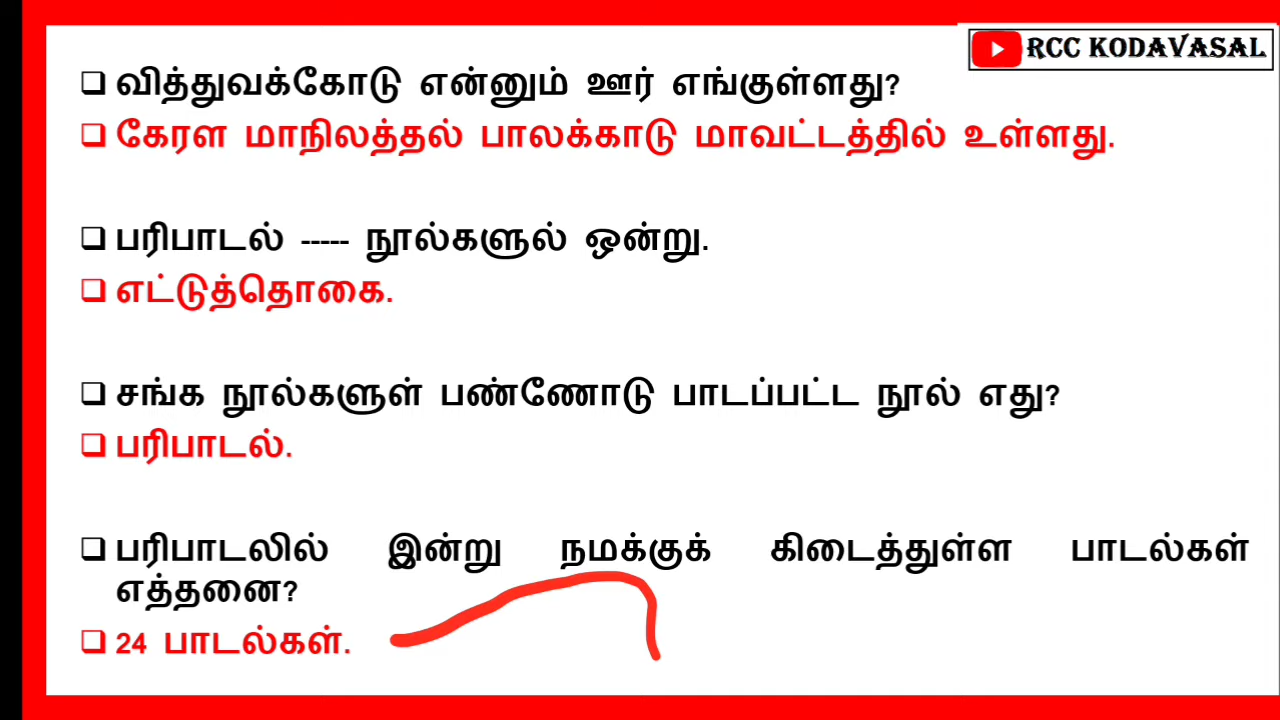 RCC KODAVASAL
வித்துவக்கோடு என்னும் ஊர் எங்குள்ளது?
கேரள மாநிலத்தல் பாலக்காடு மாவட்டத்தில் உள்ளது.
பரிபாடல் ----- நூல்களுல் ஒன்று.
எட்டுத்தொகை.
சங்க நூல்களுள் பண்ணோடு பாடப்பட்ட நூல் எது?
பரிபாடல்.
பரிபாடலில் இன்று நமக்குக் கிடைத்துள்ள பாடல்கள்
எத்தனை?
24 பாடல்கள்.